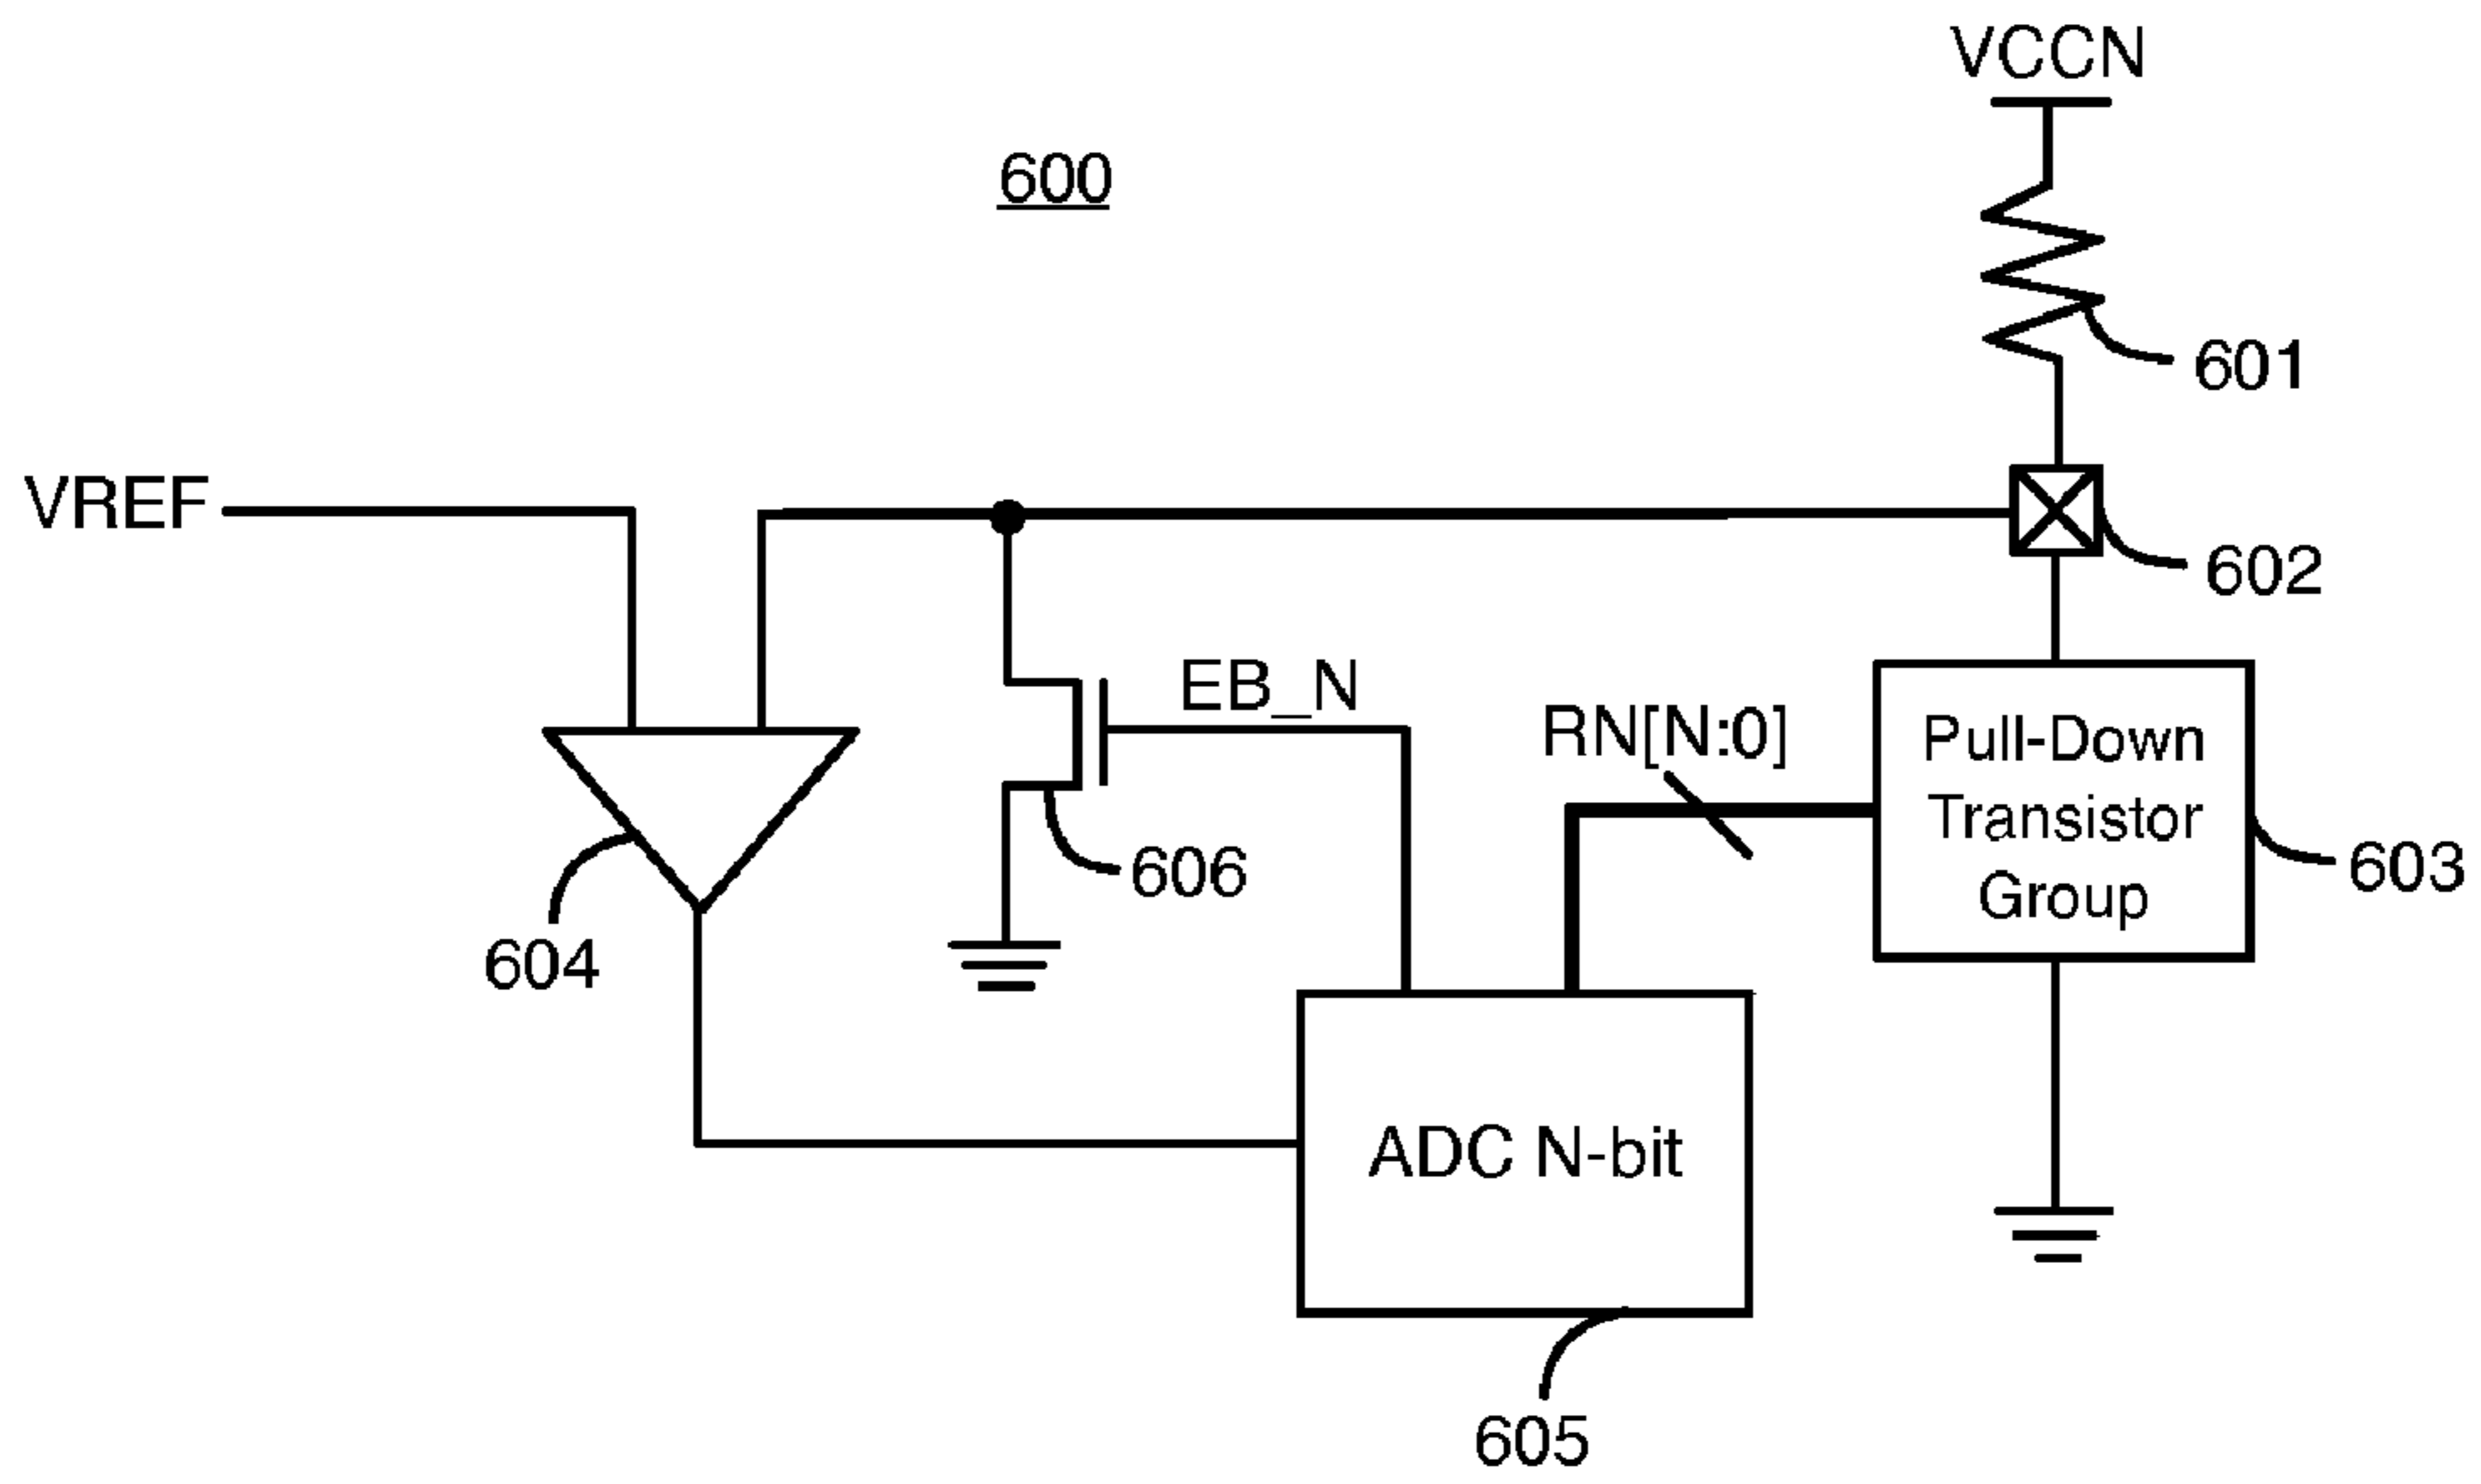 VCCN
600
601
VREF
602
EB_N
RN[N:0]
Pull-Down
Transistor
Group
603
606
604
ADC N-bit
605